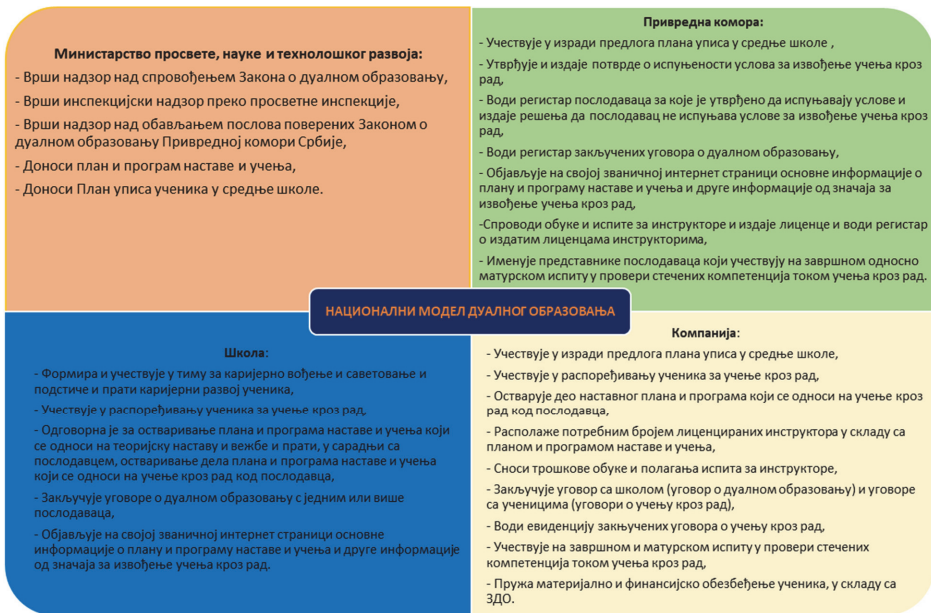 Министарство просвете, науке и технолошког развоја:
- Врши надзор над спровођењем Закона о дуалном образовању,
- Врши инспекцијски надзор преко просветне инспекције,
- Врши надзор над обављањем послова поверених Законом о
дуалном образовању Привредној комори Србије,
- Доноси план и програм наставе и учења,
- Доноси План уписа ученика у средње школе.
Привредна комора:
- Учествује у изради предлога плана уписа у средње школе ,
- Утврђује и издаје потврде о испуњености услова за извођење учења кроз
рад,
- Води регистар послодаваца за које је утврђено да испуњавају услове и
издаје решења да послодавац не испуњава услове за извођење учења кроз
рад,
- Води регистар закључених уговора о дуалном образовању,
- Објављује на својој званичној интернет страници основне информације о
плану и програму наставе и учења и друге информације од значаја за
извођење учења кроз рад,
-Спроводи обуке и испите за инструкторе и издаје лиценце и води регистар
о издатим лиценцама инструкторима,
- Именује представнике послодаваца који учествују на завршном односно
матурском испиту у провери стечених компетенција током учења кроз рад.
НАЦИОНАЛНИ МОДЕЛ ДУАЛНОГ ОБРАЗОВАЊА
Школа:
- Формира и учествује у тиму за каријерно вођење и саветовање и
подстиче и прати каријерни развој ученика,
- Учествује у распоређивању ученика за учење кроз рад,
- Одговорна је за остваривање плана и програма наставе и учења који
се односи на теоријску наставу и вежбе и прати, у сарадњи са
послодавцем, остваривање дела плана и програма наставе и учења
који се односи на учење кроз рад код послодавца,
- Закључује уговоре о дуалном образовању с једним или више
послодаваца,
- Објављује на својој званичној интернет страници основне
информације о плану и програму наставе и учења и друге информације
од значаја за извођење учења кроз рад.
Компанија:
- Учествује у изради предлога плана уписа у средње школе,
- Учествује у распоређивању ученика за учење кроз рад,
- Остварује део наставног плана и програма који се односи на учење кроз
рад код послодавца,
- Располаже потребним бројем лиценцираних инструктора у складу са
планом и програмом наставе и учења,
- Сноси трошкове обуке и полагања испита за инструкторе,
- Закључује уговор са школом (уговор о дуалном образовању) и уговоре
са ученицима (уговори о учењу кроз рад),
- Води евиденцију закњучених уговора о учењу кроз рад,
- Учествује на завршном и матурском испиту у провери стечених
компетенција током учења кроз рад,
- Пружа материјално и финансијско обезбеђење ученика, у складу са
ЗДО.